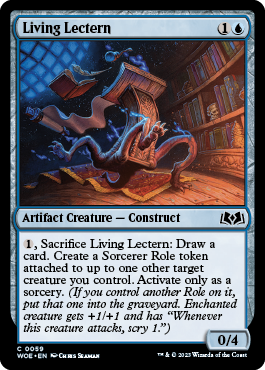 Living Lectern 1
Artifact Creature — Construct
1, Sacrifice Living Lectern: Draw a
card. Create a Sorcerer Role token
attached to up to one other target
creature you control. Activate only as a
sorcery. (If you control another Role on it,
put that one into the graveyard. Enchanted
creature gets +1/+1 and has “Whenever
this creature attacks, scry 1.”)
0/4
C 0059
WOE • EN Chris Seaman
™ & © 2023 Wizards of the Coast